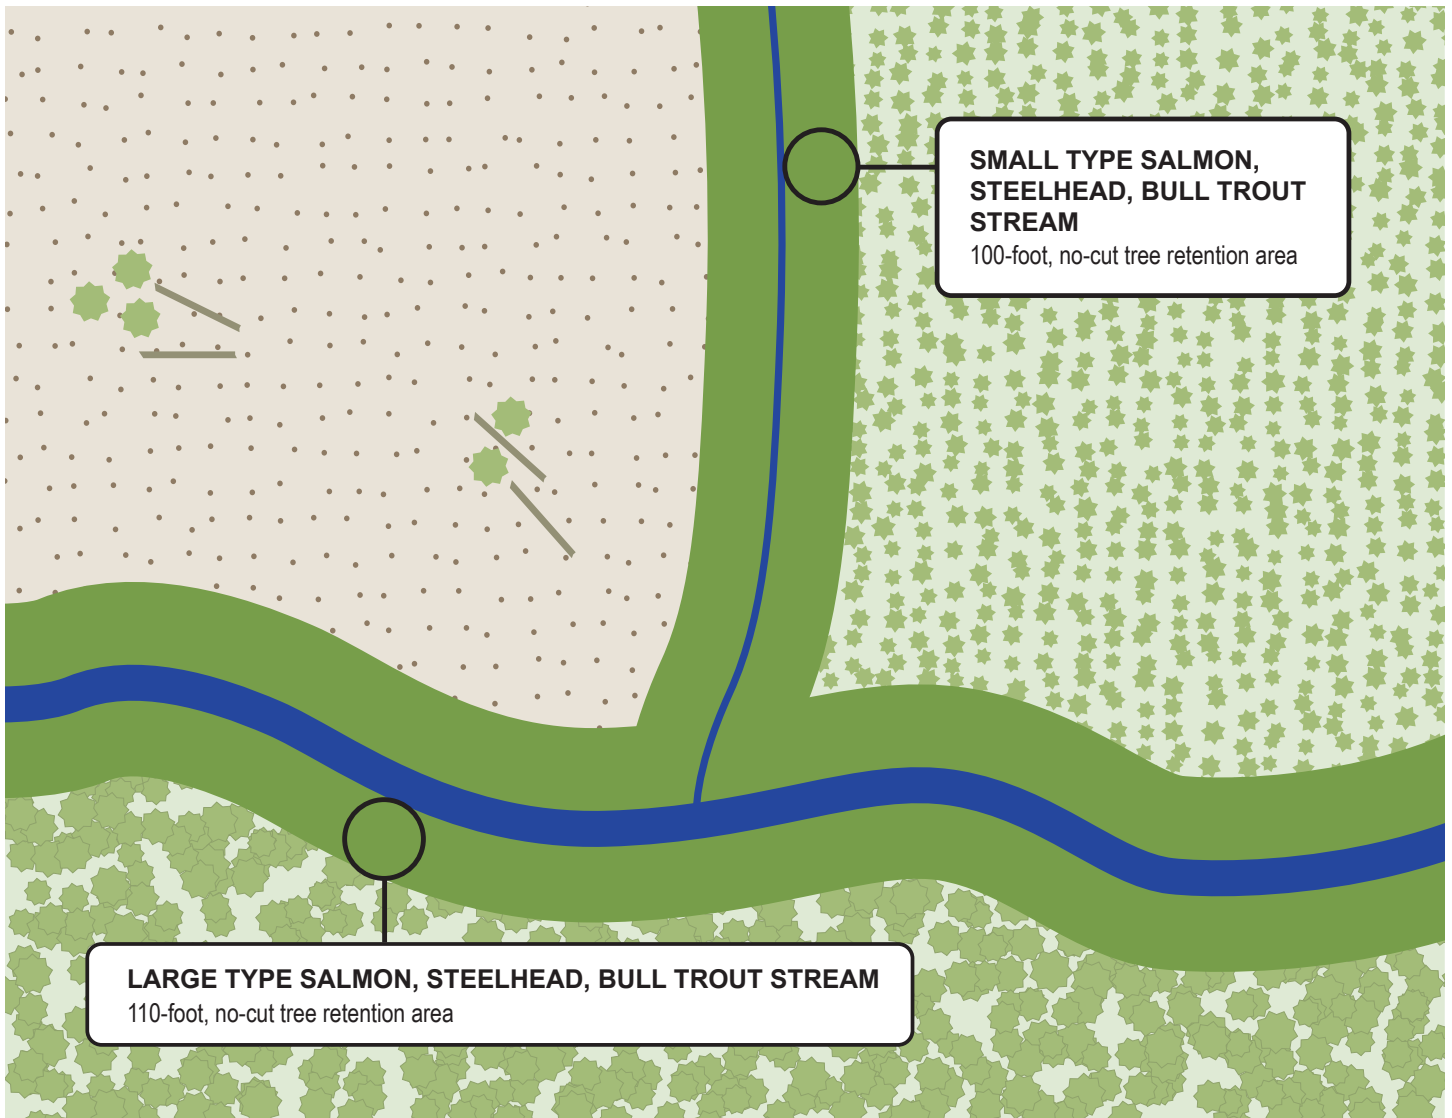 SMALL TYPE SALMON,
STEELHEAD, BULL TROUT
STREAM
100-foot, no-cut tree retention area
LARGE TYPE SALMON, STEELHEAD, BULL TROUT STREAM
110-foot, no-cut tree retention area